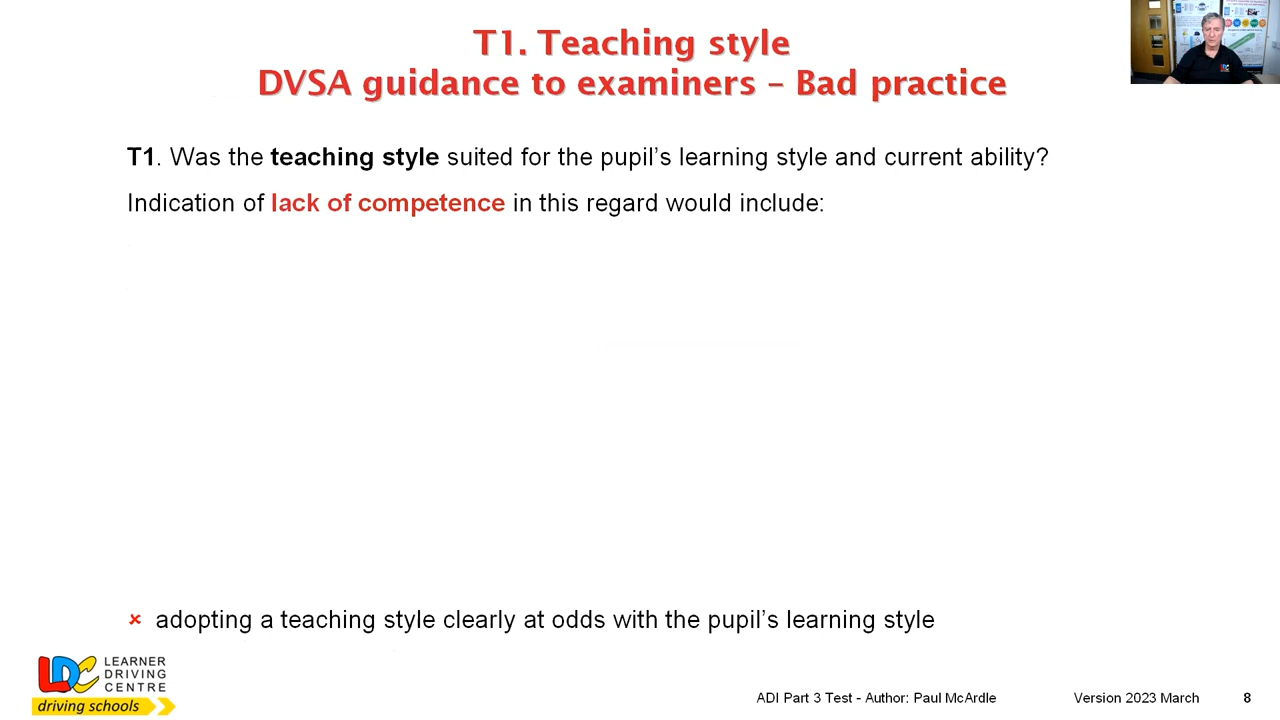 T1. Teaching style
DVSA guidance to examiners – Bad practice
T1. Was the teaching style suited for the pupil’s learning style and current ability?
Indication of lack of competence in this regard would include:
× adopting a teaching style clearly at odds with the pupil’s learning style
LDC LEARNER
DRIVING
CENTRE
driving schools
ADI Part 3 Test - Author: Paul McArdle Version 2023 March 8